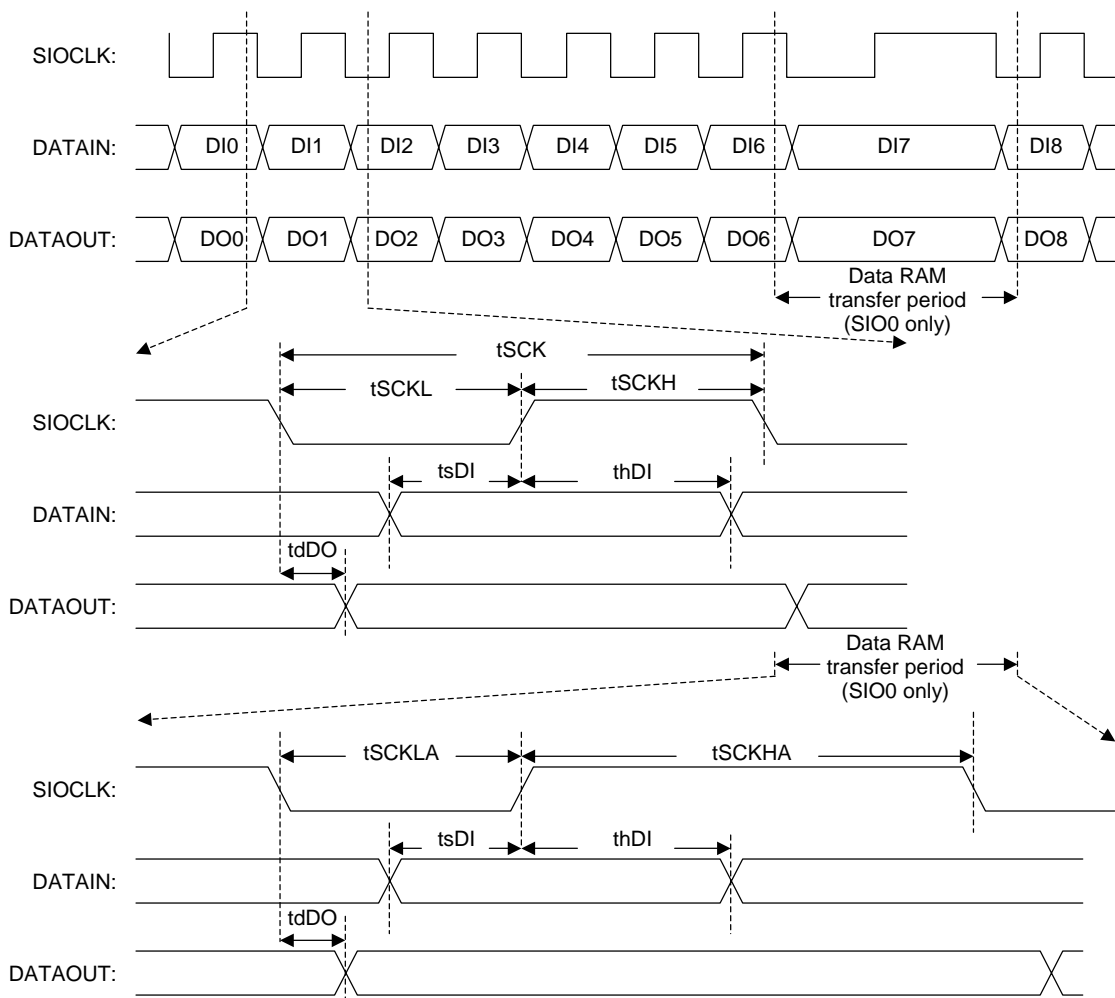 SIOCLK:
DATAIN: DI0 DI1 DI2 DI3 DI4 DI5 DI6 DI7 DI8
DATAOUT: DO0 DO1 DO2 DO3 DO4 DO5 DO6 DO7 DO8
Data RAM
transfer period
(SIO0 only)
tSCK
tSCKL tSCKH
SIOCLK:
tsDI thDI
DATAIN:
tdDO
DATAOUT:
Data RAM
transfer period
(SIO0 only)
tSCKLA tSCKHA
SIOCLK:
tsDI thDI
DATAIN:
tdDO
DATAOUT: